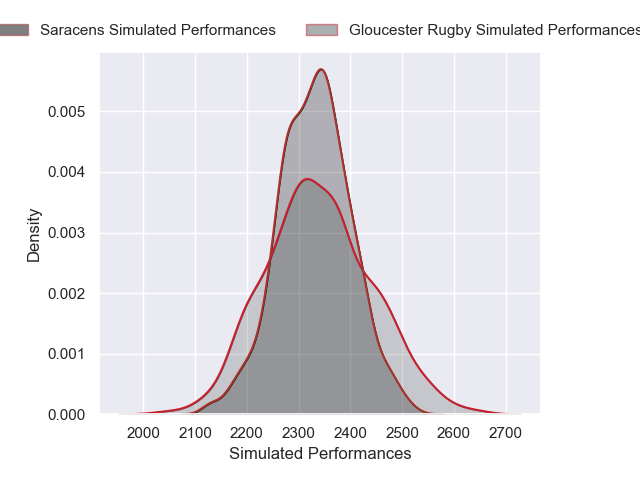 Saracens Simulated Performances
Gloucester Rugby Simulated Performances
0.005
0.004
0.003
0.002
0.001
0.000
Density
2000 2100 2200 2300 2400 2500 2600 2700
Simulated Performances